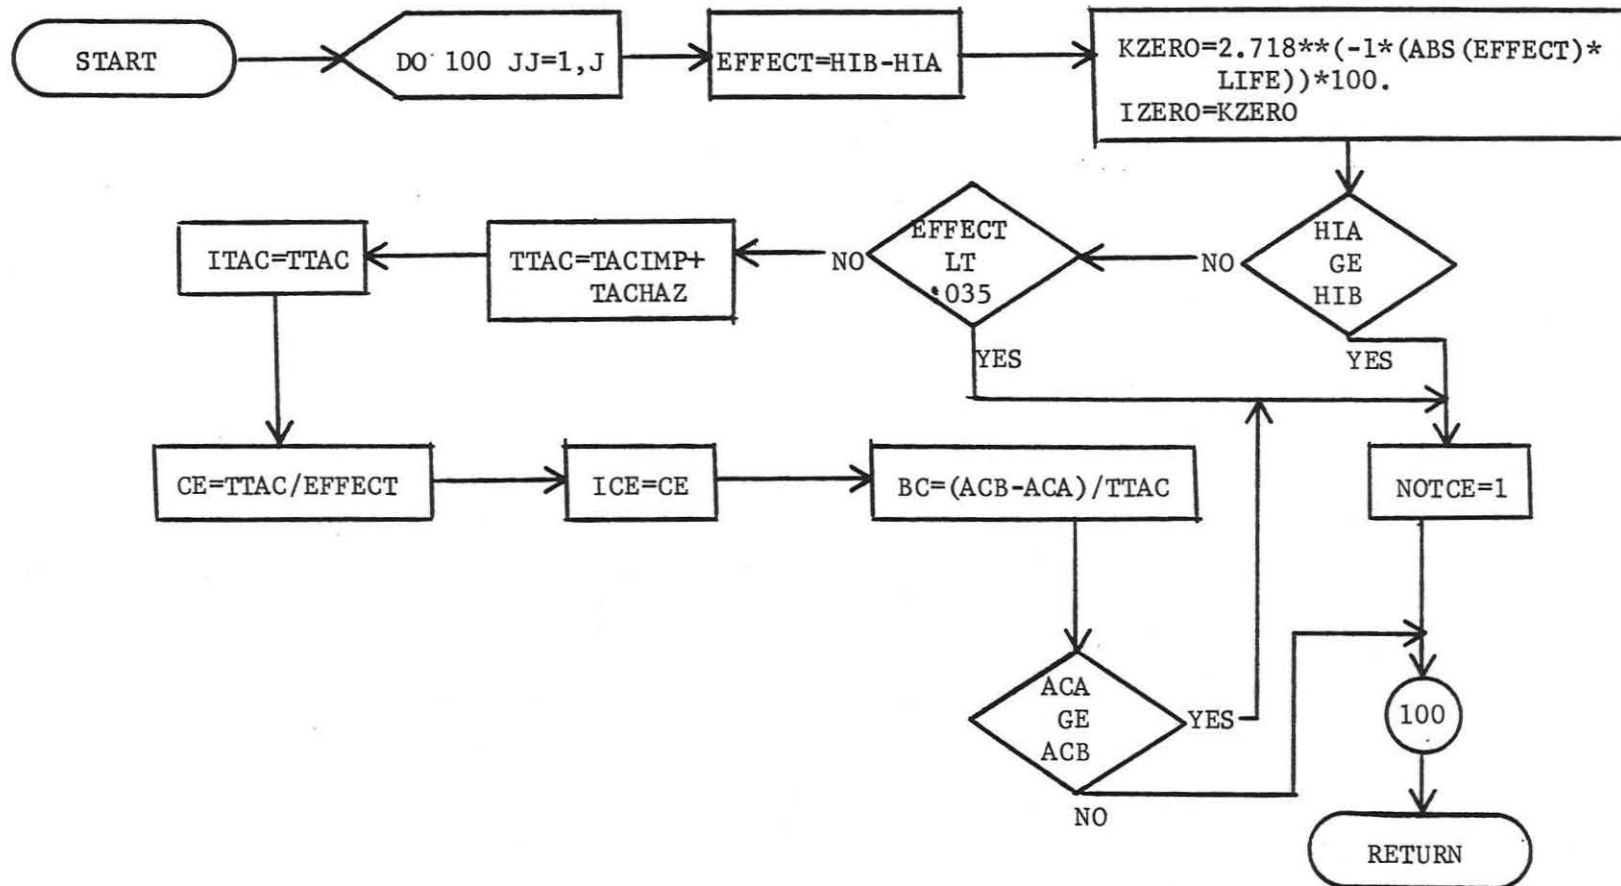 START
DO 100 JJ=1,J
EFFECT=HIB-HIA
KZERO=2.718**(-1*(ABS(EFFECT)*
LIFE))*100.
IZERO=KZERO
HIA
GE
HIB
NO
YES
EFFECT
LT
.035
NO
YES
TTAC=TACIMP+
TACHAZ
ITAC=TTAC
CE=TTAC/EFFECT
ICE=CE
BC=(ACB-ACA)/TTAC
NOTCE=1
ACA
GE
ACB
YES
NO
100
RETURN